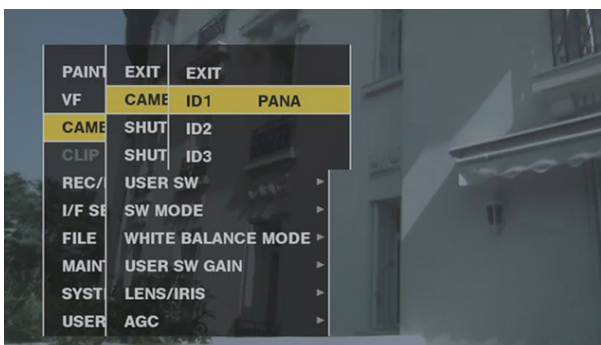 PAINT EXIT EXIT
VF CAME ID1 PANA
CAME SHUT ID2
CLIP SHUT ID3
REC/ USER SW
I/F SE SW MODE
FILE WHITE BALANCE MODE
MAINT USER SW GAIN
SYST LENS/IRIS
USER AGC